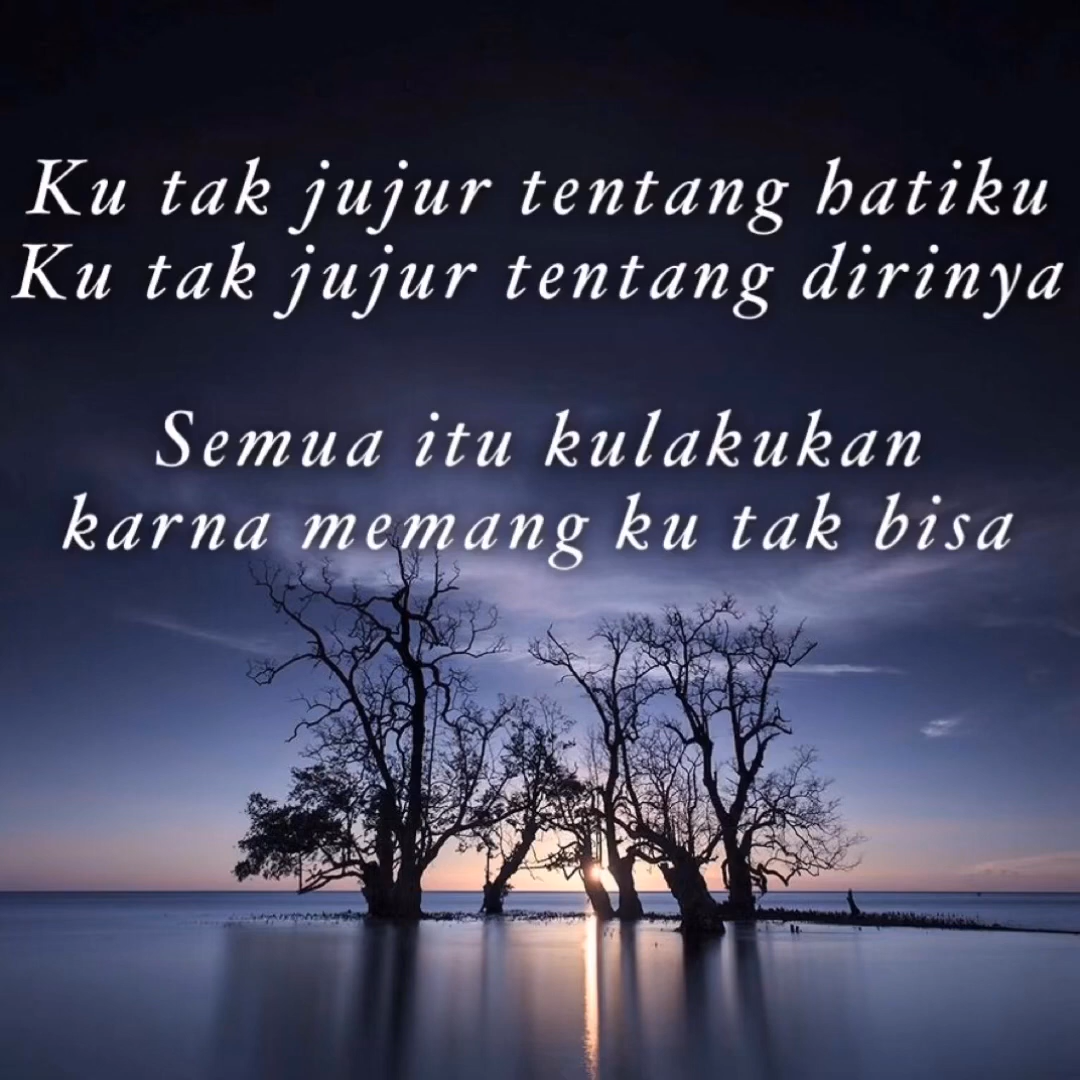 Ku tak jujur tentang hatiku
Ku tak jujur tentang dirinya
Semua itu kulakukan
karna memang ku tak bisa